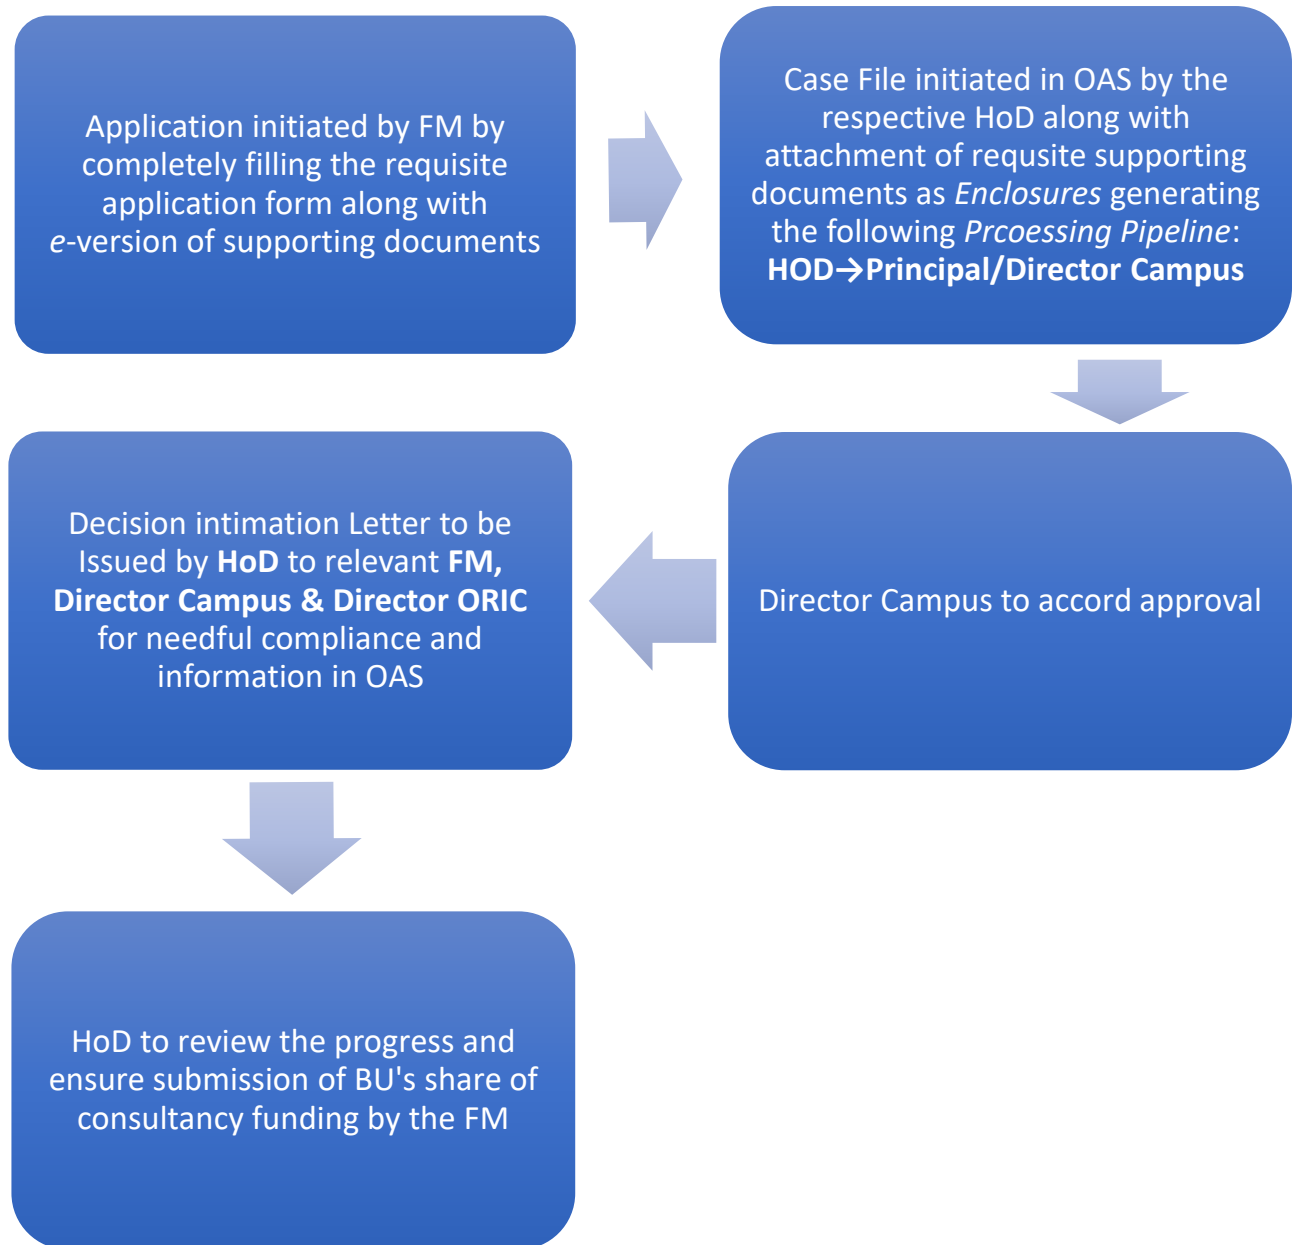 Application initiated by FM by
completely filling the requisite
application form along with
e-version of supporting documents
Case File initiated in OAS by the
respective HoD along with
attachment of requsite supporting
documents as Enclosures generating
the following Prcoessing Pipeline:
HOD→Principal/Director Campus
Director Campus to accord approval
Decision intimation Letter to be
Issued by HoD to relevant FM,
Director Campus & Director ORIC
for needful compliance and
information in OAS
HoD to review the progress and
ensure submission of BU's share of
consultancy funding by the FM